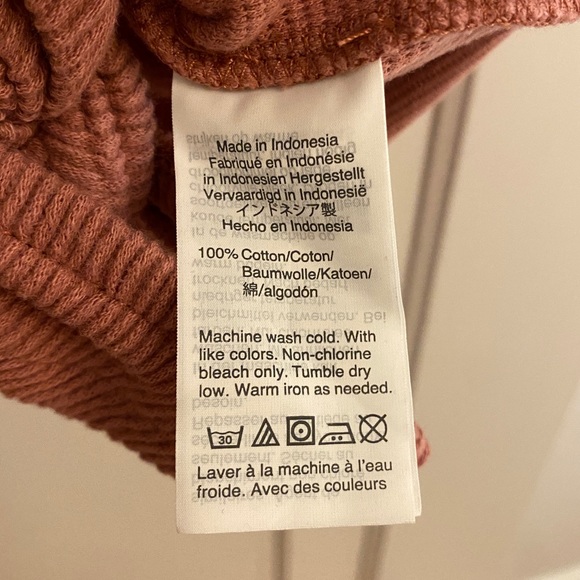 Made in Indonesia
Fabriqué en Indonésie
in Indonesien Hergestellt
Vervaardigd in Indonesië
インドネシア製
Hecho en Indonesia
100% Cotton/Coton/
Baumwolle/Katoen/
綿/algodón
Machine wash cold. With
like colors. Non-chlorine
bleach only. Tumble dry
low. Warm iron as needed.
30
Laver à la machine à l'eau
froide. Avec des couleurs